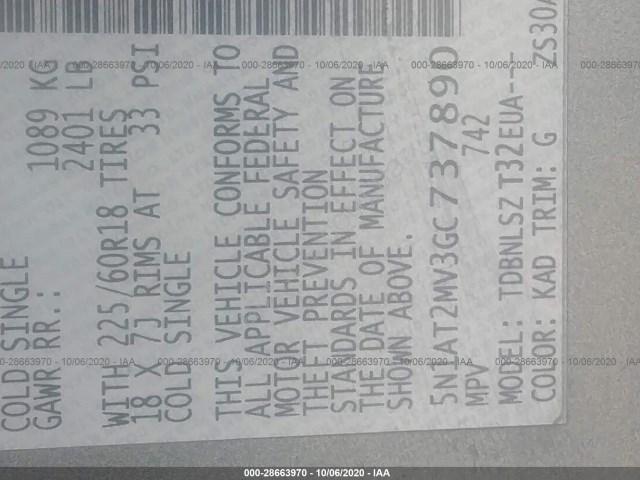 COLD SINGLE
GAWR RR.: 1089 KG
2401 LB
WITH 225/60R18 TIRES
18 X 7J RIMS AT 33 PSI
COLD SINGLE
THIS VEHICLE CONFORMS TO
ALL APPLICABLE FEDERAL
MOTOR VEHICLE SAFETY AND
THEFT PREVENTION
STANDARDS IN EFFECT ON
THE DATE OF MANUFACTURE
SHOWN ABOVE.
5N1AT2MV3GC737890
MPV 742
MODEL: TDBNLSZ T32EUA---
COLOR: KAD TRIM: G ZS30
000-28663970 - 10/06/2020 - IAA